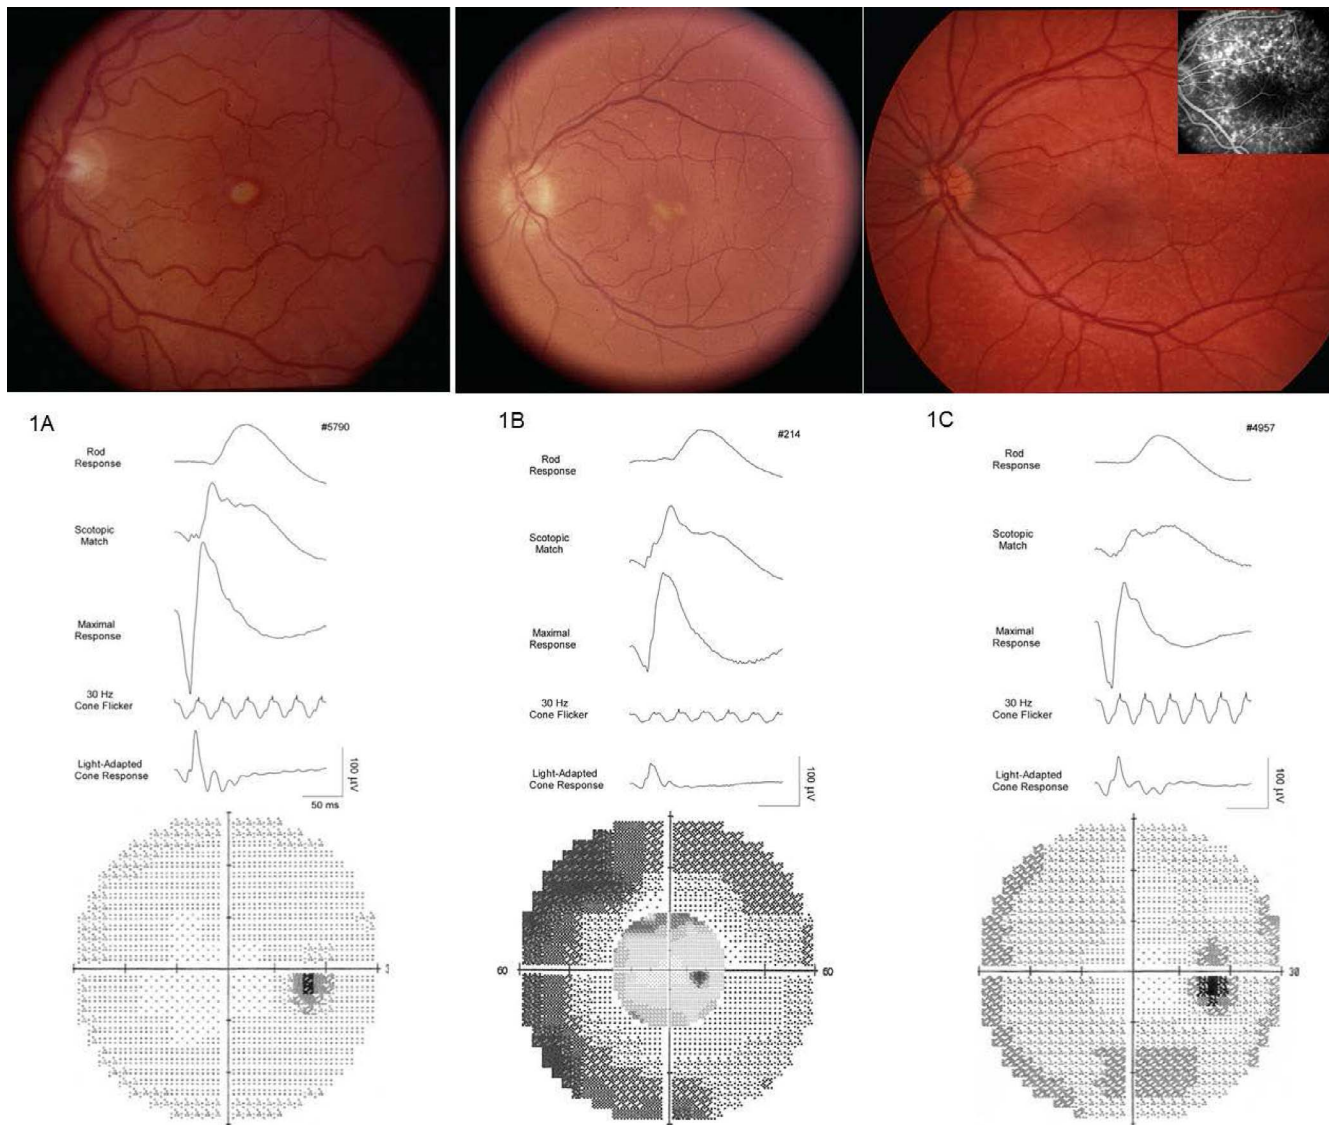 1A
#5790
Rod
Response
Scotopic
Match
Maximal
Response
30 Hz
Cone Flicker
Light-Adapted
Cone Response
100 µV
50 ms
1B
#214
Rod
Response
Scotopic
Match
Maximal
Response
30 Hz
Cone Flicker
Light-Adapted
Cone Response
100 µV
60
60
1C
#4957
Rod
Response
Scotopic
Match
Maximal
Response
30 Hz
Cone Flicker
Light-Adapted
Cone Response
100 µV
30